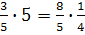 3/5 · 5 = 8/5 · 1/4